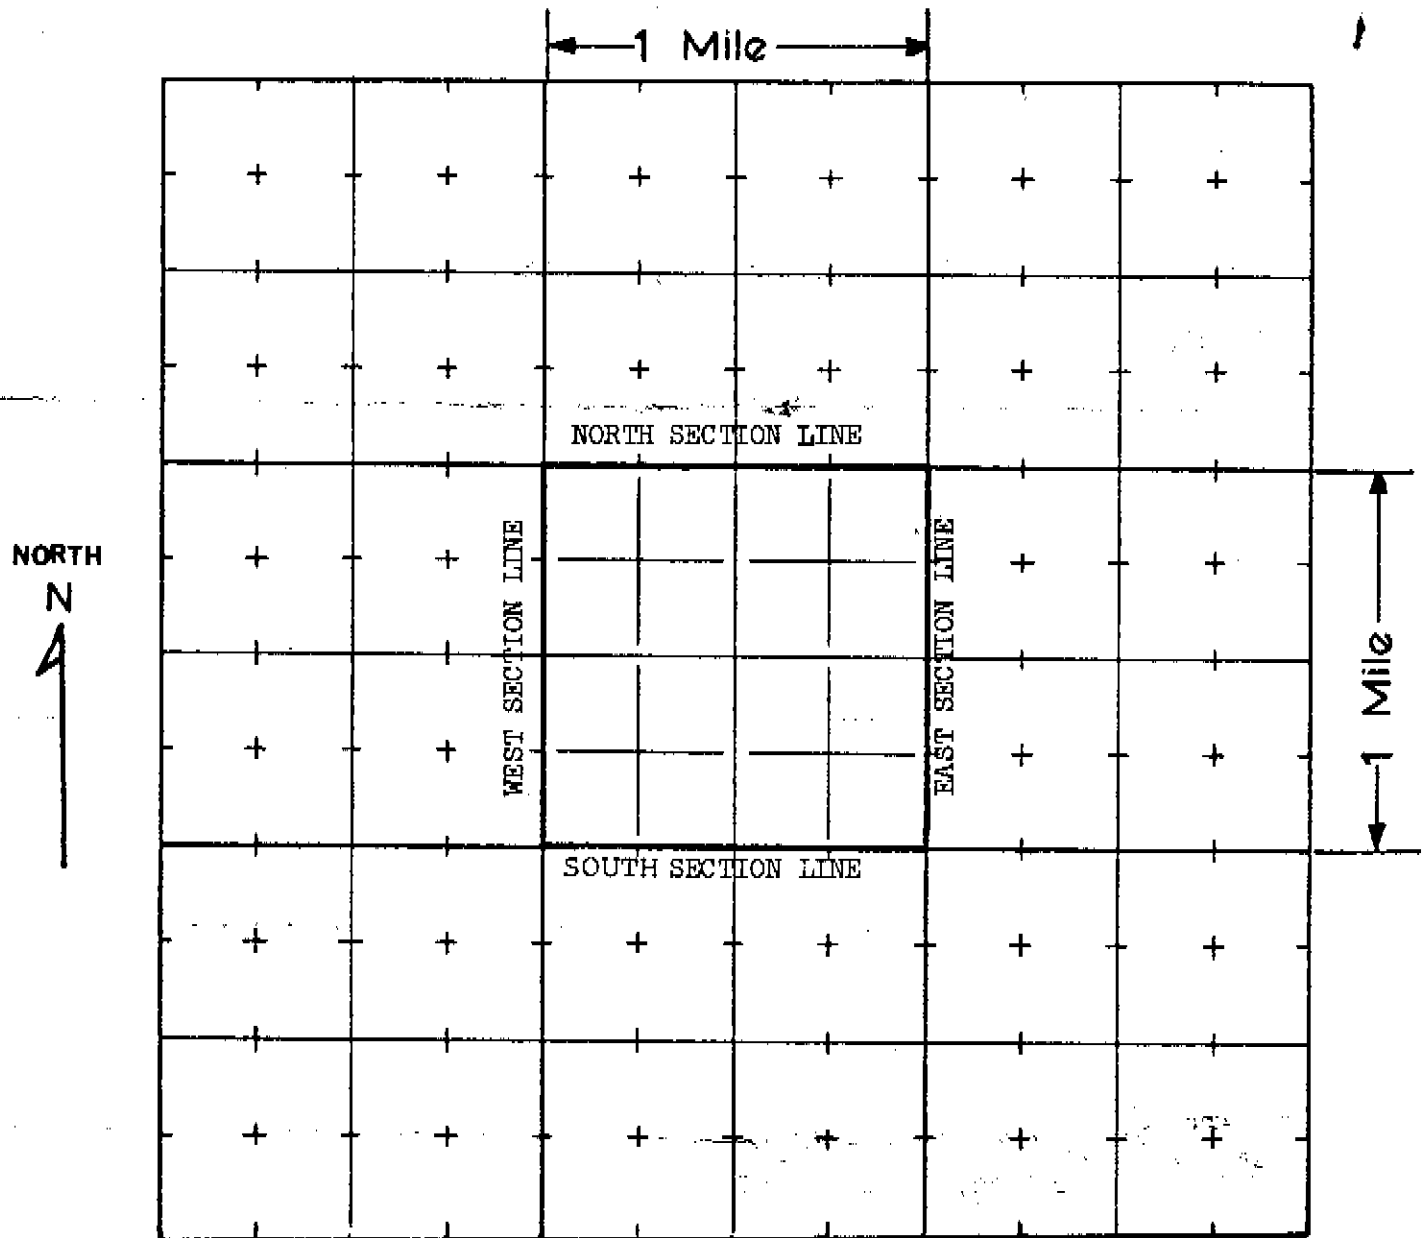 1 Mile
NORTH SECTION LINE
NORTH
N
WEST SECTION LINE
EAST SECTION LINE
1 Mile
SOUTH SECTION LINE